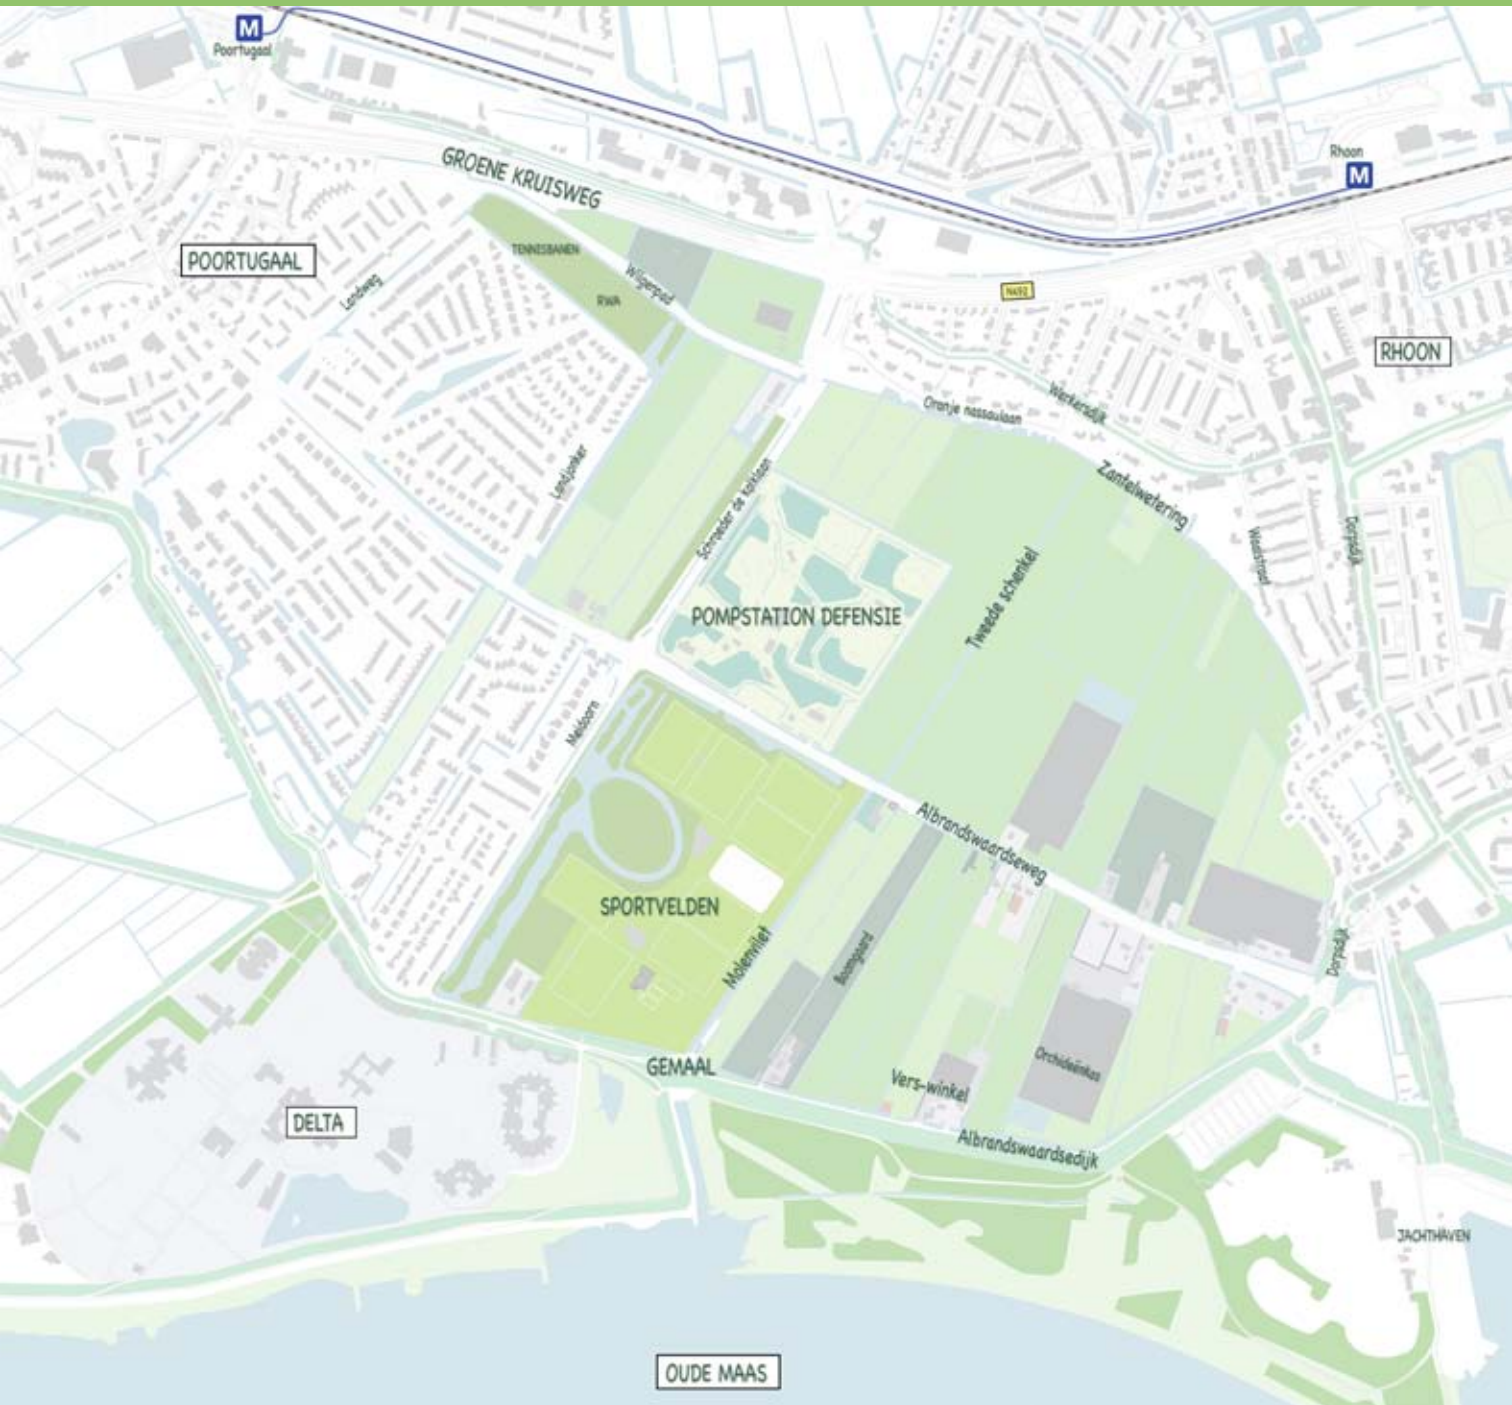 M
Poortugaal
Rhoon
M
GROENE KRUISWEG
POORTUGAAL
TENNISBANEN
Landweg
Wilgenpad
RWA
N492
RHOON
Werkersdijk
Oranje nassaulaan
Landjonker
Schroeder de Kolklaan
Zantelwetering
Dorpsdijk
Waalstraat
Tweede schenkel
POMPSTATION DEFENSIE
Meidoorn
Albrandswaardseweg
SPORTVELDEN
Molenvliet
Boomgaard
Dorpsdijk
Orchideeënkas
GEMAAL
Vers-winkel
DELTA
Albrandswaardsedijk
JACHTHAVEN
OUDE MAAS